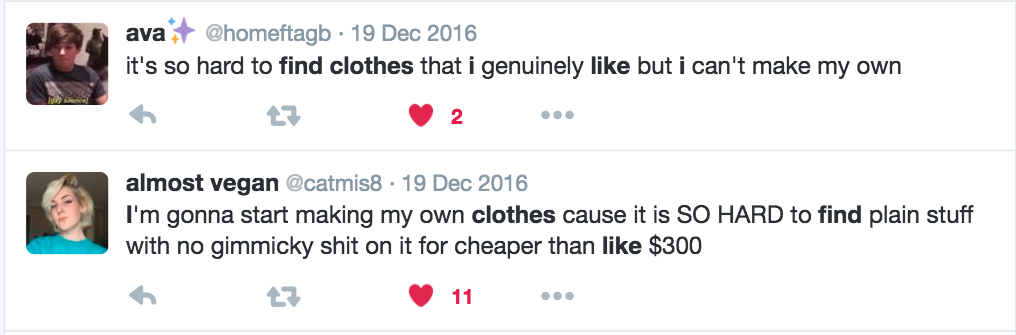 ava✨ @homeftagb · 19 Dec 2016
it's so hard to find clothes that i genuinely like but i can't make my own
2
[gay silence]
almost vegan @catmis8 · 19 Dec 2016
I'm gonna start making my own clothes cause it is SO HARD to find plain stuff
with no gimmicky shit on it for cheaper than like $300
11